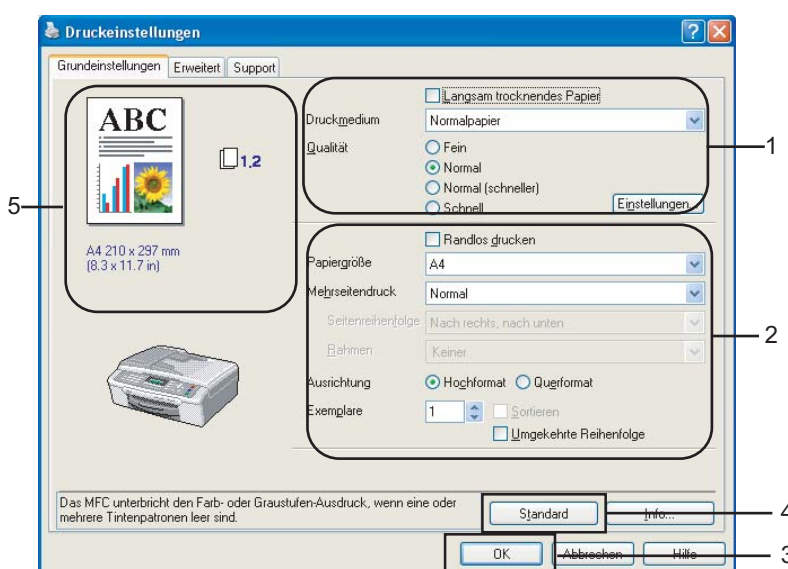 Druckeinstellungen
Grundeinstellungen Erweitert Support
ABC
1.2
A4 210 x 297 mm
(8.3 x 11.7 in)
Langsam trocknendes Papier
Druckmedium Normalpapier
Qualität Fein
Normal
Normal (schneller)
Schnell Einstellungen...
Randlos drucken
Papiergröße A4
Mehrseitendruck Normal
Seitenreihenfolge Nach rechts, nach unten
Rahmen Keiner
Ausrichtung Hochformat Querformat
Exemplare 1 Sortieren
Umgekehrte Reihenfolge
Das MFC unterbricht den Farb- oder Graustufen-Ausdruck, wenn eine oder
mehrere Tintenpatronen leer sind.
Standard Info...
OK Abbrechen Hilfe
1
2
3
4
5